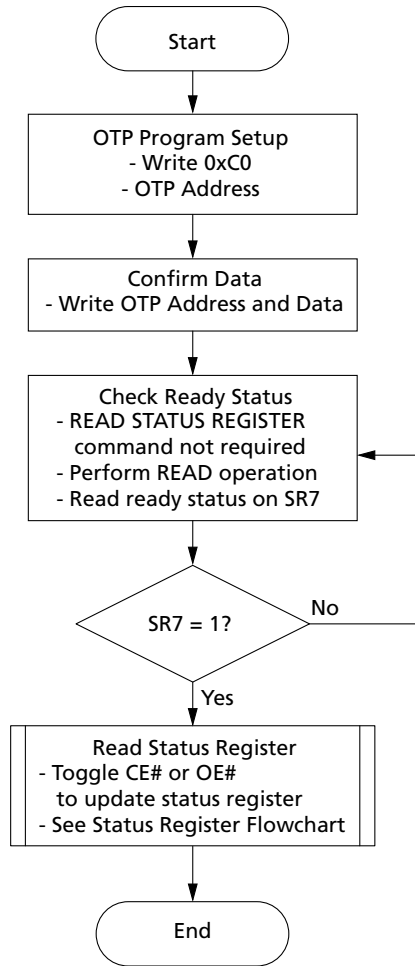 Start
OTP Program Setup
- Write 0xC0
- OTP Address
Confirm Data
- Write OTP Address and Data
Check Ready Status
- READ STATUS REGISTER
command not required
- Perform READ operation
- Read ready status on SR7
SR7 = 1?
No
Yes
Read Status Register
- Toggle CE# or OE#
to update status register
- See Status Register Flowchart
End